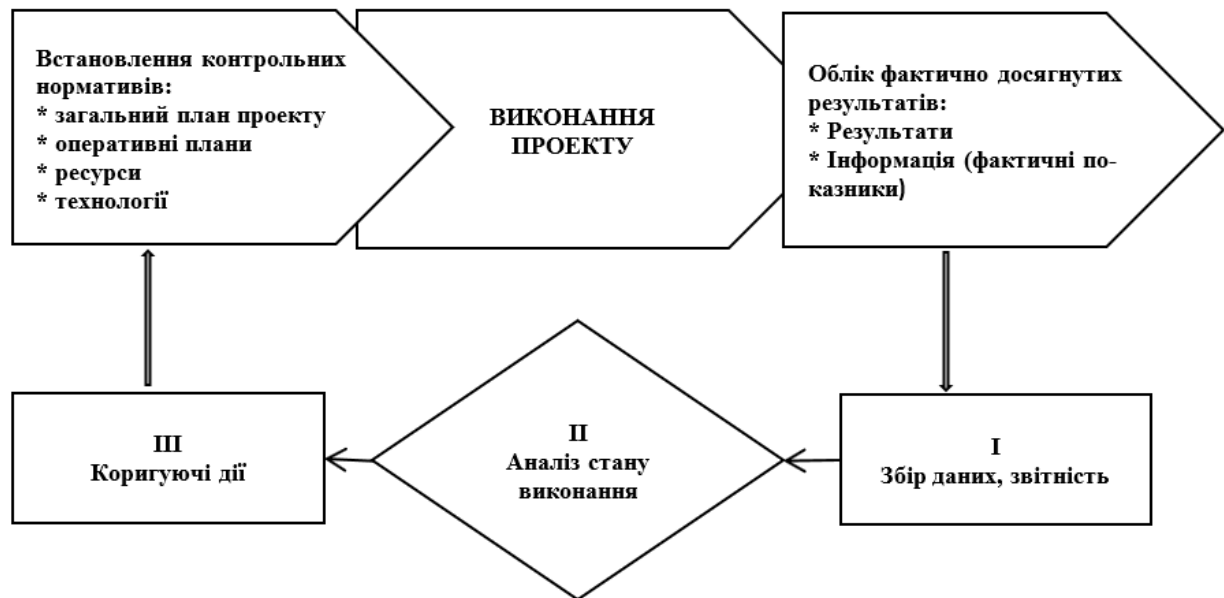 Встановлення контрольних
нормативів:
* загальний план проекту
* оперативні плани
* ресурси
* технології
ВИКОНАННЯ
ПРОЕКТУ
Облік фактично досягнутих
результатів:
* Результати
* Інформація (фактичні по-
казники)
III
Коригуючі дії
II
Аналіз стану
виконання
I
Збір даних, звітність